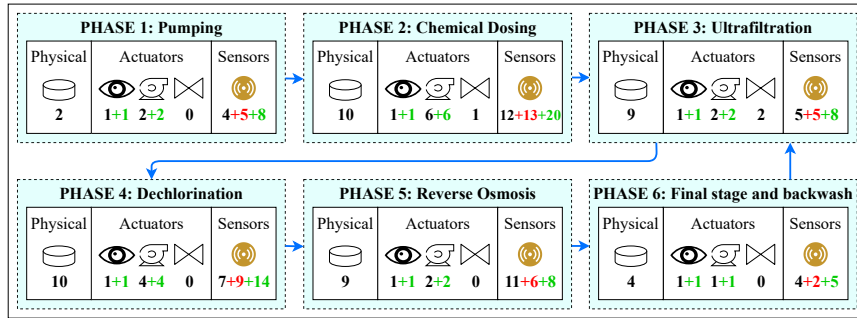 PHASE 1: Pumping
Physical Actuators Sensors
2 1+1 2+2 0 4+5+8
PHASE 2: Chemical Dosing
Physical Actuators Sensors
10 1+1 6+6 1 12+13+20
PHASE 3: Ultrafiltration
Physical Actuators Sensors
9 1+1 2+2 2 5+5+8
PHASE 4: Dechlorination
Physical Actuators Sensors
10 1+1 4+4 0 7+9+14
PHASE 5: Reverse Osmosis
Physical Actuators Sensors
9 1+1 2+2 0 11+6+8
PHASE 6: Final stage and backwash
Physical Actuators Sensors
4 1+1 1+1 0 4+2+5